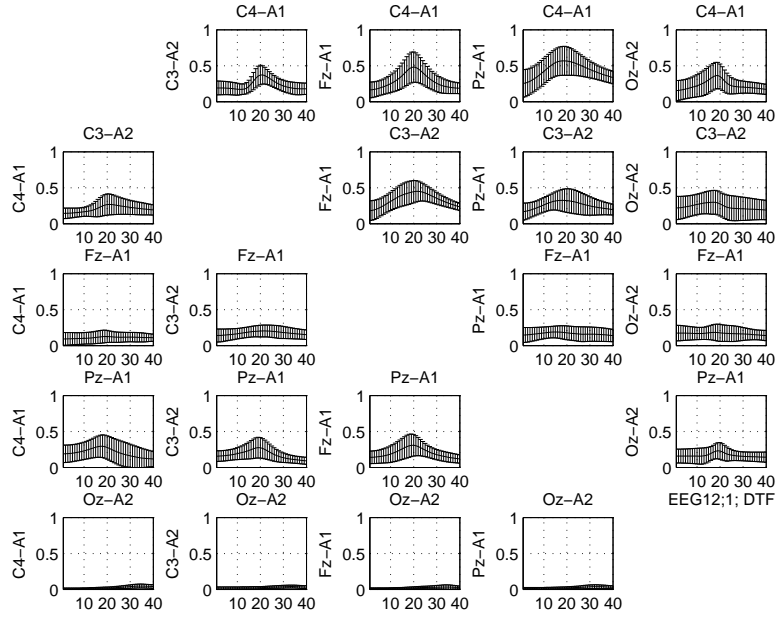 C4−A1 C4−A1 C4−A1 C4−A1
1 1 1 1
C3−A2 0.5 Fz−A1 0.5 Pz−A1 0.5 Oz−A2 0.5
0 0 0 0
10 20 30 40 10 20 30 40 10 20 30 40 10 20 30 40
C3−A2 C3−A2 C3−A2 C3−A2
1 1 1 1
C4−A1 0.5 Fz−A1 0.5 Pz−A1 0.5 Oz−A2 0.5
0 0 0 0
10 20 30 40 10 20 30 40 10 20 30 40 10 20 30 40
Fz−A1 Fz−A1 Fz−A1 Fz−A1
1 1 1 1
C4−A1 0.5 C3−A2 0.5 Pz−A1 0.5 Oz−A2 0.5
0 0 0 0
10 20 30 40 10 20 30 40 10 20 30 40 10 20 30 40
Pz−A1 Pz−A1 Pz−A1 Pz−A1
1 1 1 1
C4−A1 0.5 C3−A2 0.5 Fz−A1 0.5 Oz−A2 0.5
0 0 0 0
10 20 30 40 10 20 30 40 10 20 30 40 10 20 30 40
EEG12;1; DTF
Oz−A2 Oz−A2 Oz−A2 Oz−A2
1 1 1 1
C4−A1 0.5 C3−A2 0.5 Fz−A1 0.5 Pz−A1 0.5
0 0 0 0
10 20 30 40 10 20 30 40 10 20 30 40 10 20 30 40